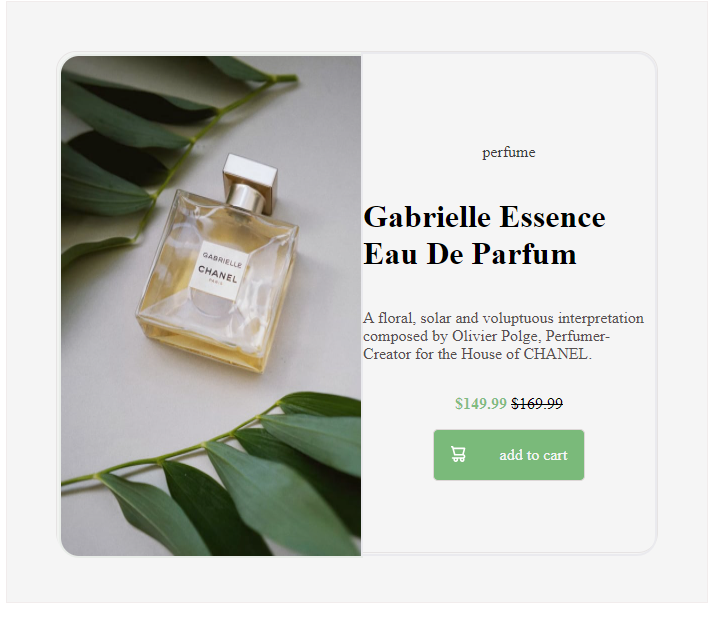 GABRIELLE
CHANEL
PARIS
perfume
Gabrielle Essence
Eau De Parfum
A floral, solar and voluptuous interpretation
composed by Olivier Polge, Perfumer-
Creator for the House of CHANEL.
$149.99 $169.99
add to cart